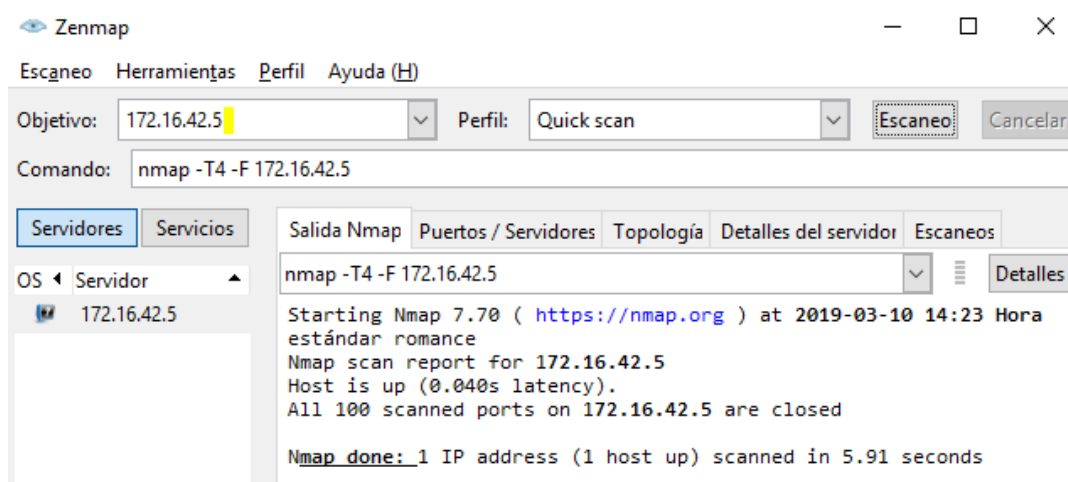 Zenmap
Escaneo Herramientas Perfil Ayuda (H)
Objetivo: 172.16.42.5 Perfil: Quick scan Escaneo Cancelar
Comando: nmap -T4 -F 172.16.42.5
Servidores Servicios Salida Nmap Puertos / Servidores Topología Detalles del servidor Escaneos
OS Servidor nmap -T4 -F 172.16.42.5 Detalles
172.16.42.5
Starting Nmap 7.70 ( https://nmap.org ) at 2019-03-10 14:23 Hora
estándar romance
Nmap scan report for 172.16.42.5
Host is up (0.040s latency).
All 100 scanned ports on 172.16.42.5 are closed
Nmap done: 1 IP address (1 host up) scanned in 5.91 seconds